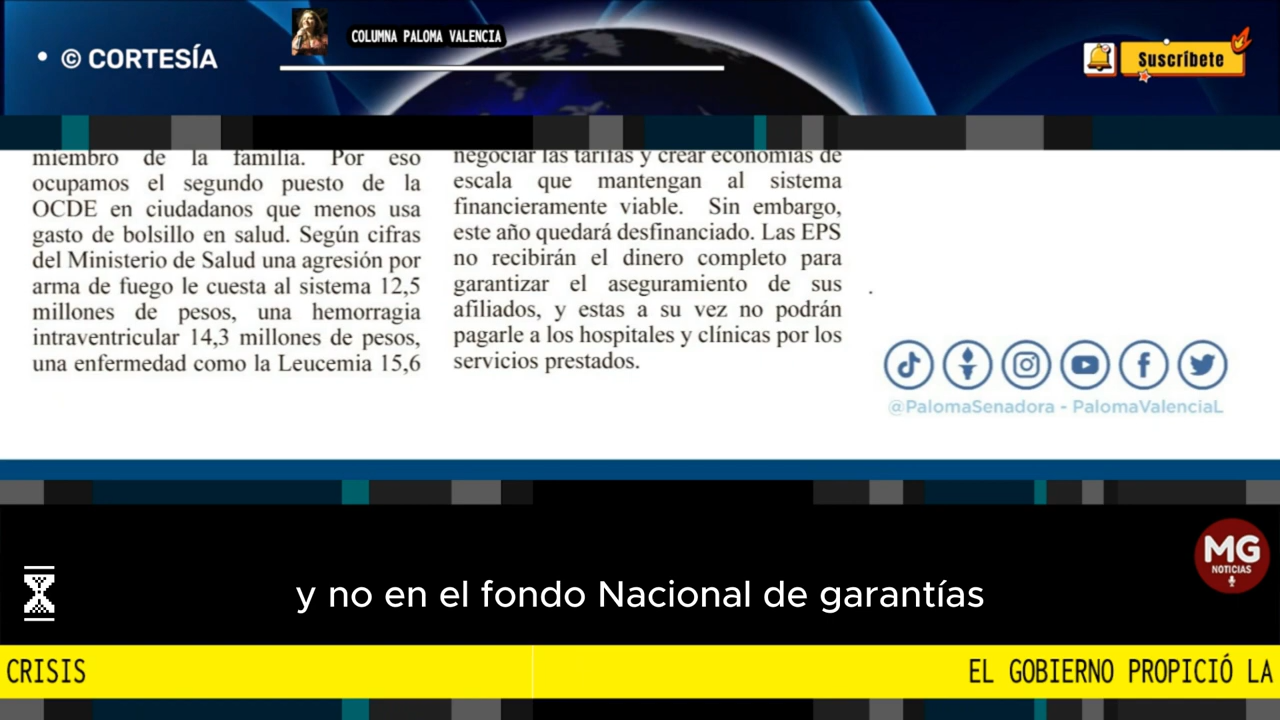 • © CORTESÍA
COLUMNA PALOMA VALENCIA
Suscríbete
miembro de la familia. Por eso
ocupamos el segundo puesto de la
OCDE en ciudadanos que menos usa
gasto de bolsillo en salud. Según cifras
del Ministerio de Salud una agresión por
arma de fuego le cuesta al sistema 12,5
millones de pesos, una hemorragia
intraventricular 14,3 millones de pesos,
una enfermedad como la Leucemia 15,6
negociar las tarifas y crear economías de
escala que mantengan al sistema
financieramente viable. Sin embargo,
este año quedará desfinanciado. Las EPS
no recibirán el dinero completo para
garantizar el aseguramiento de sus
afiliados, y estas a su vez no podrán
pagarle a los hospitales y clínicas por los
servicios prestados.
.
@PalomaSenadora - PalomaValenciaL
MG
NOTICIAS
y no en el fondo Nacional de garantías
CRISIS
EL GOBIERNO PROPICIÓ LA